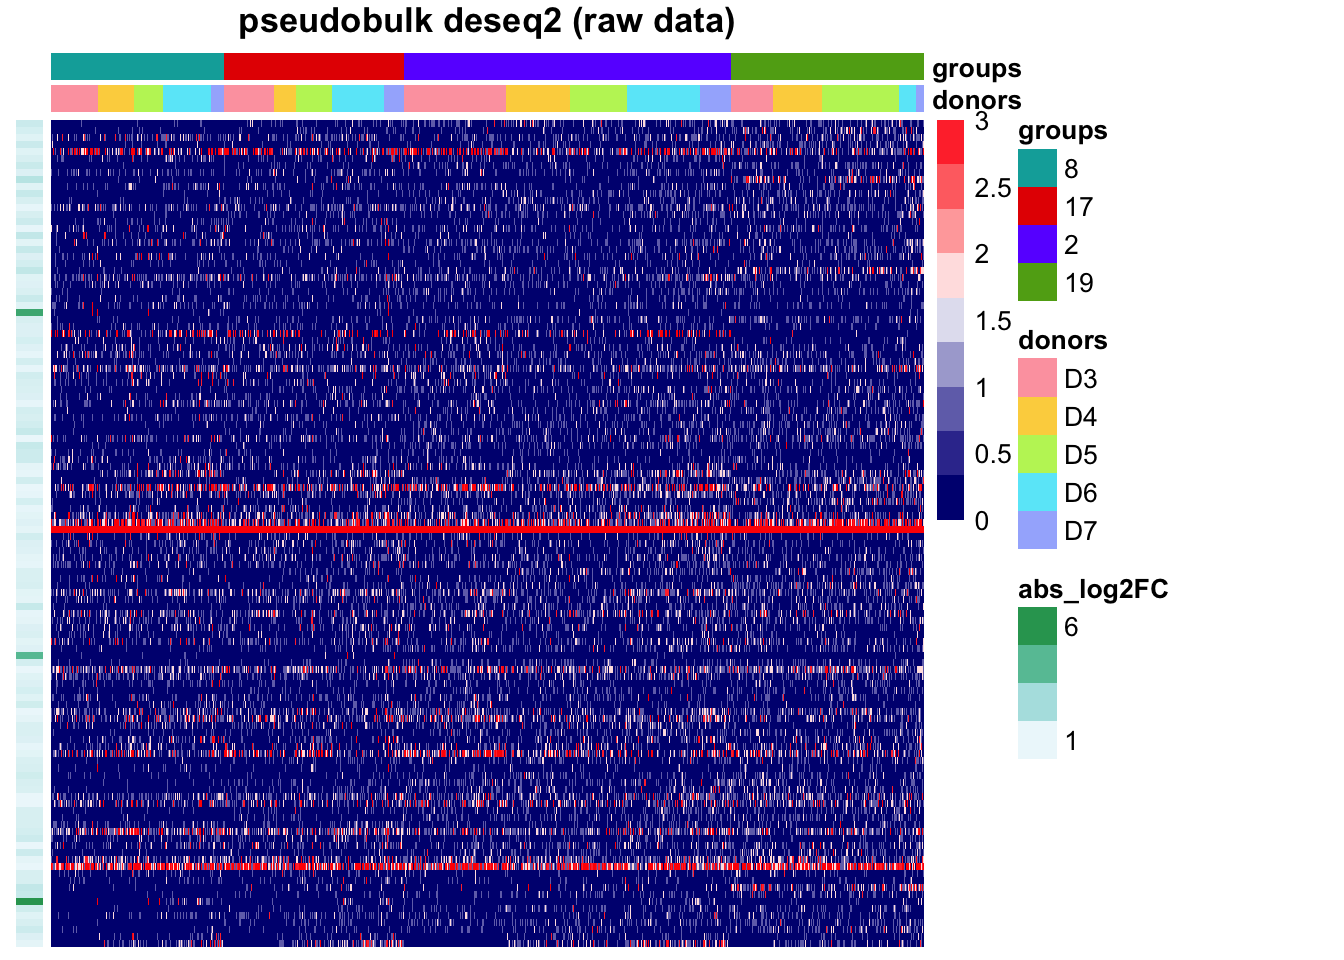 pseudobulk deseq2 (raw data)
groups
donors
3
2.5
2
1.5
1
0.5
0
groups
8
17
2
19
donors
D3
D4
D5
D6
D7
abs_log2FC
6
1